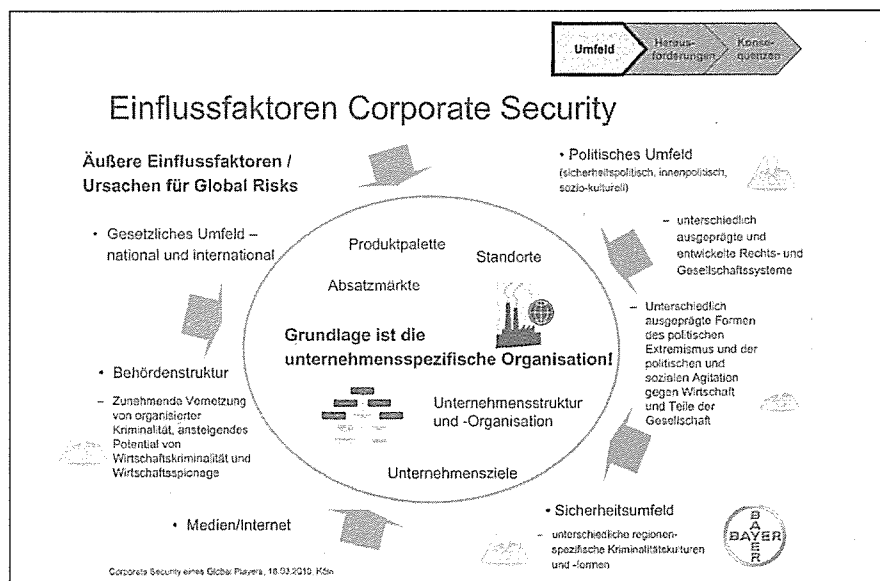 Umfeld
Heraus-
forderungen
Konse-
quenzen
Einflussfaktoren Corporate Security
Äußere Einflussfaktoren /
Ursachen für Global Risks
• Gesetzliches Umfeld –
national und international
• Behördenstruktur
– Zunehmende Vernetzung
von organisierter
Kriminalität, ansteigendes
Potential von
Wirtschaftskriminalität und
Wirtschaftsspionage
• Medien/Internet
Produktpalette
Standorte
Absatzmärkte
Grundlage ist die
unternehmensspezifische Organisation!
Unternehmensstruktur
und -Organisation
Unternehmensziele
• Politisches Umfeld
(sicherheitspolitisch, innenpolitisch,
sozio-kulturell)
– unterschiedlich
ausgeprägte und
entwickelte Rechts- und
Gesellschaftssysteme
– Unterschiedlich
ausgeprägte Formen
des politischen
Extremismus und der
politischen und
sozialen Agitation
gegen Wirtschaft
und Teile der
Gesellschaft
• Sicherheitsumfeld
– unterschiedliche regionen-
spezifische Kriminalitätskulturen
und -formen
BAYER
BAYER
Corporate Security eines Global Players, 18.03.2010, Köln